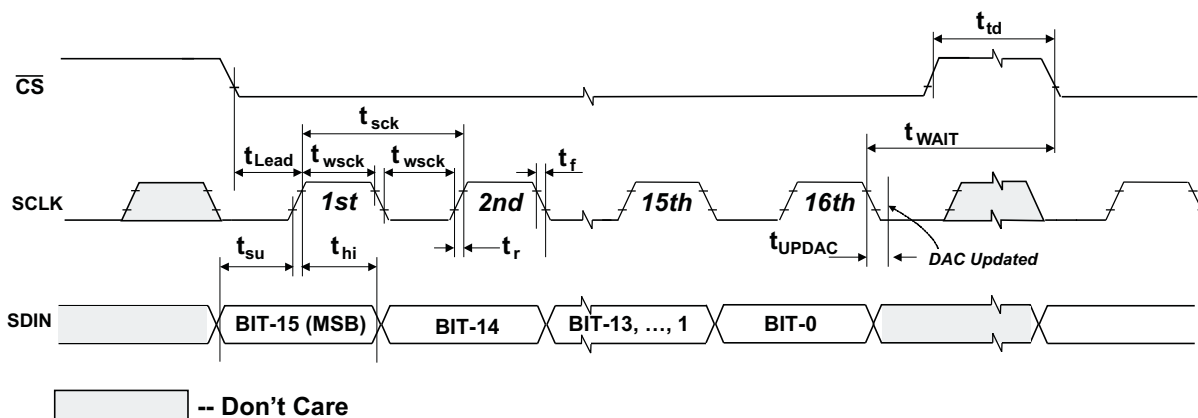 t_td
CS
t_sck
t_WAIT
t_Lead t_wsck t_wsck t_f
SCLK 1st 2nd 15th 16th
t_su t_hi t_r t_UPDAC DAC Updated
SDIN BIT-15 (MSB) BIT-14 BIT-13, ..., 1 BIT-0
-- Don't Care